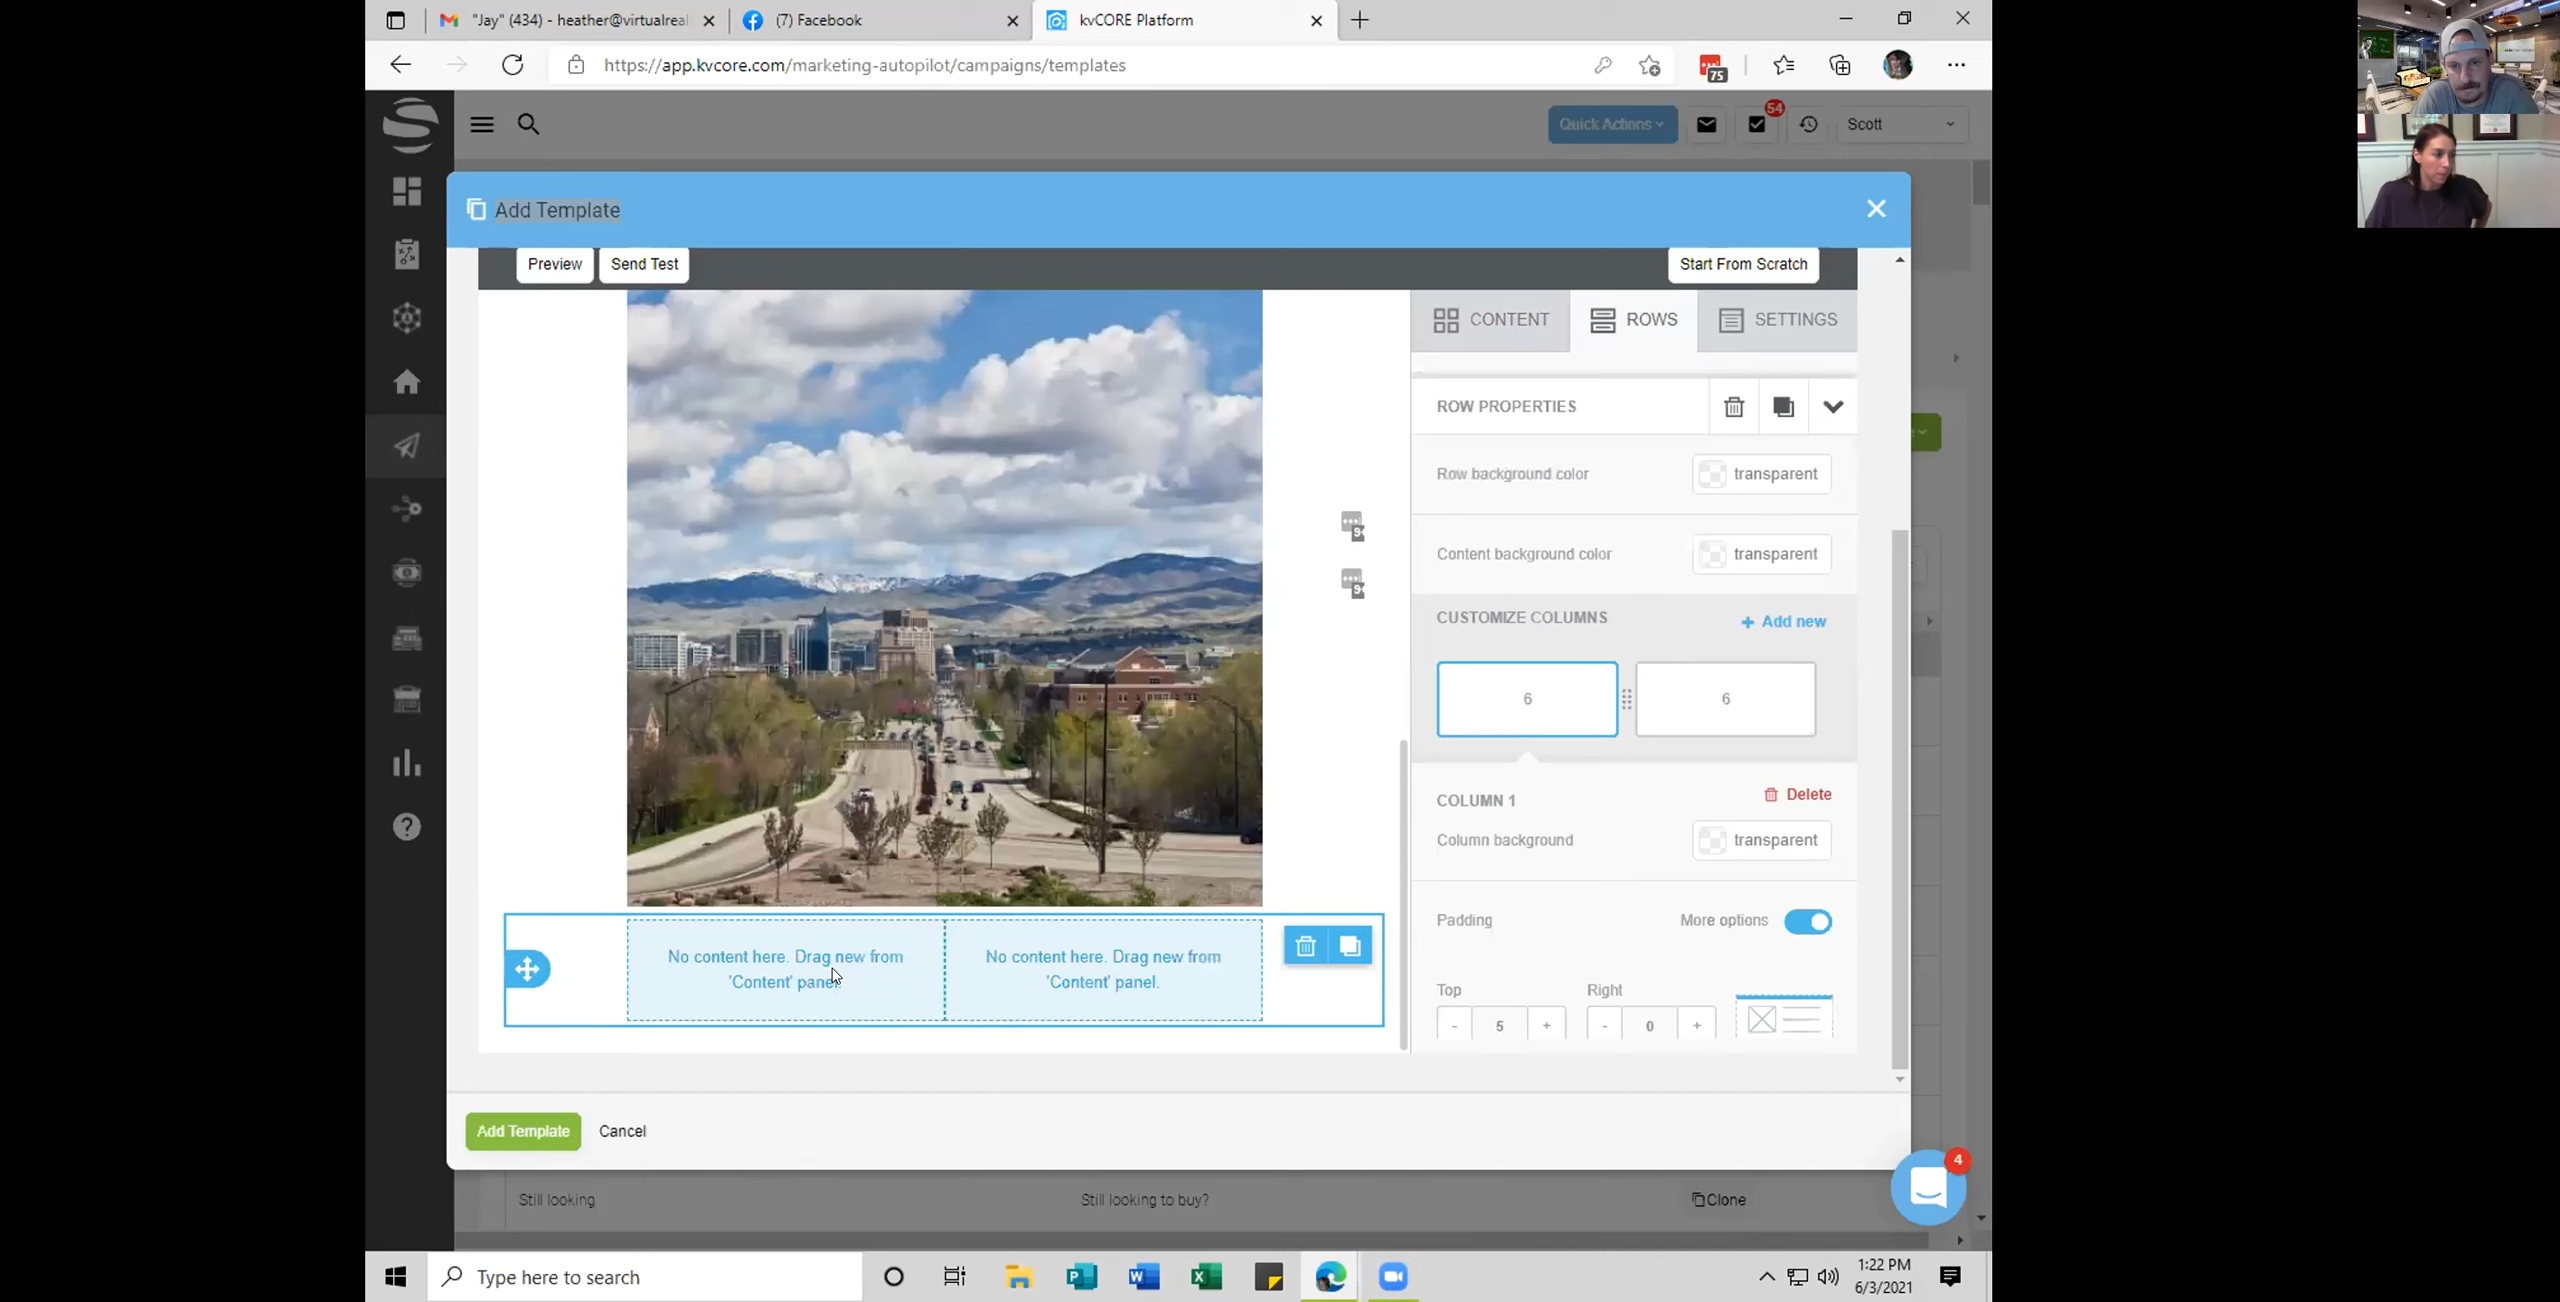 "Jay" (434) - heather@virtualreal
(7) Facebook
kvCORE Platform
https://app.kvcore.com/marketing-autopilot/campaigns/templates
75
Quick Actions
54
Scott
Add Template
Preview
Send Test
Start From Scratch
CONTENT
ROWS
SETTINGS
ROW PROPERTIES
Row background color
transparent
Content background color
transparent
CUSTOMIZE COLUMNS
+ Add new
6
6
COLUMN 1
Delete
Column background
transparent
Padding
More options
Top
Right
- 5 +
- 0 +
No content here. Drag new from
'Content' panel.
No content here. Drag new from
'Content' panel.
Add Template
Cancel
4
Still looking
Still looking to buy?
Clone
Type here to search
1:22 PM
6/3/2021